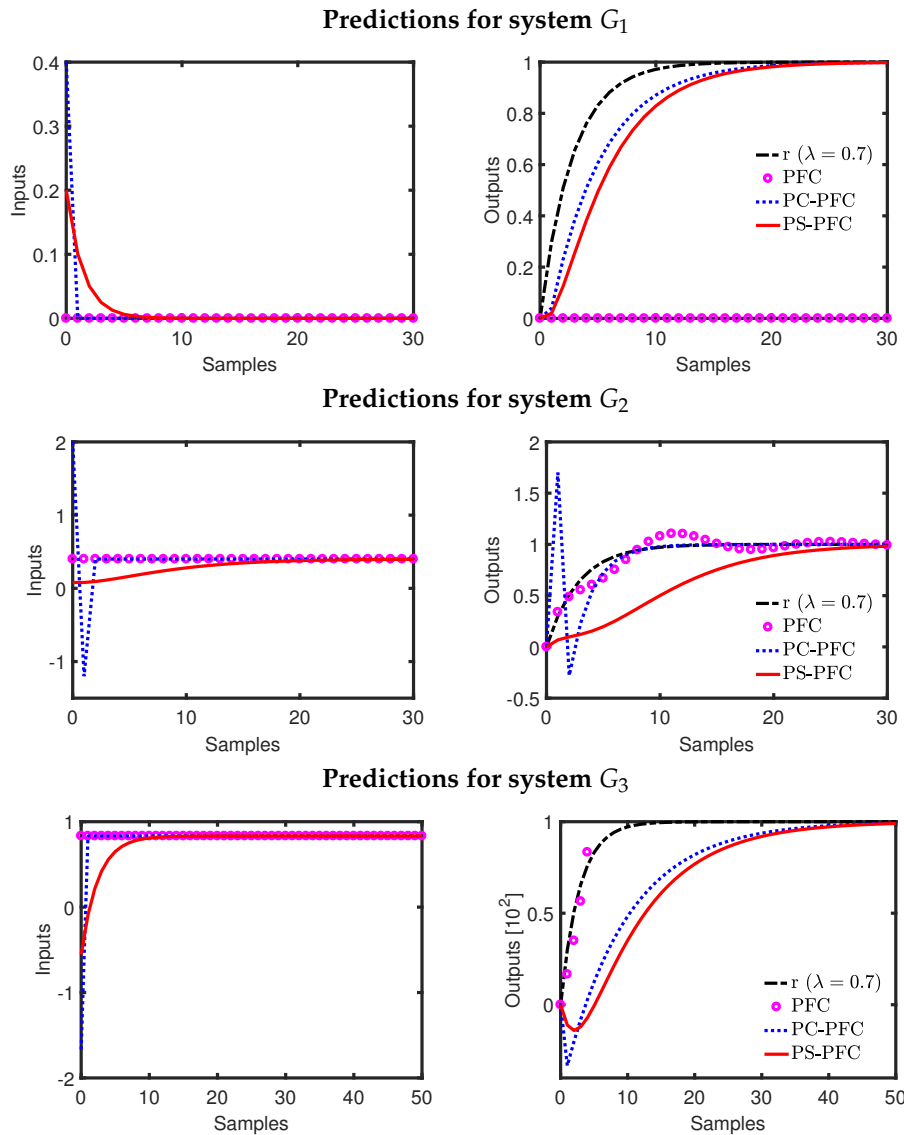 Predictions for system G1
0.4
0.3
0.2
0.1
0
0 10 20 30
Inputs
Samples
1
0.8
0.6
0.4
0.2
0
0 10 20 30
Outputs
Samples
r (λ = 0.7)
PFC
PC-PFC
PS-PFC
Predictions for system G2
2
1
0
-1
0 10 20 30
Inputs
Samples
1.5
1
0.5
0
-0.5
0 10 20 30
Outputs
Samples
r (λ = 0.7)
PFC
PC-PFC
PS-PFC
Predictions for system G3
1
0
-1
-2
0 10 20 30 40 50
Inputs
Samples
1
0.5
0
0 10 20 30 40 50
Outputs [10²]
Samples
r (λ = 0.7)
PFC
PC-PFC
PS-PFC